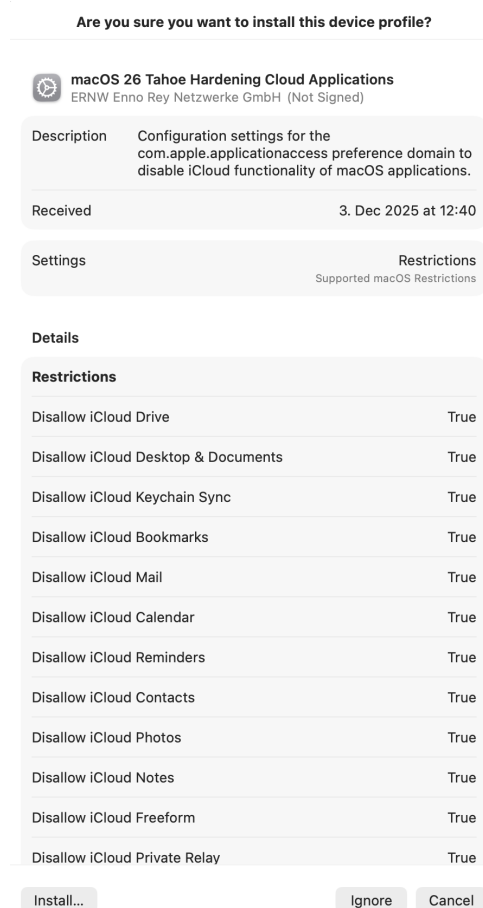 Are you sure you want to install this device profile?
macOS 26 Tahoe Hardening Cloud Applications
ERNW Enno Rey Netzwerke GmbH (Not Signed)
Description
Configuration settings for the
com.apple.applicationaccess preference domain to
disable iCloud functionality of macOS applications.
Received 3. Dec 2025 at 12:40
Settings Restrictions
Supported macOS Restrictions
Details
Restrictions
Disallow iCloud Drive True
Disallow iCloud Desktop & Documents True
Disallow iCloud Keychain Sync True
Disallow iCloud Bookmarks True
Disallow iCloud Mail True
Disallow iCloud Calendar True
Disallow iCloud Reminders True
Disallow iCloud Contacts True
Disallow iCloud Photos True
Disallow iCloud Notes True
Disallow iCloud Freeform True
Disallow iCloud Private Relay True
Install... Ignore Cancel